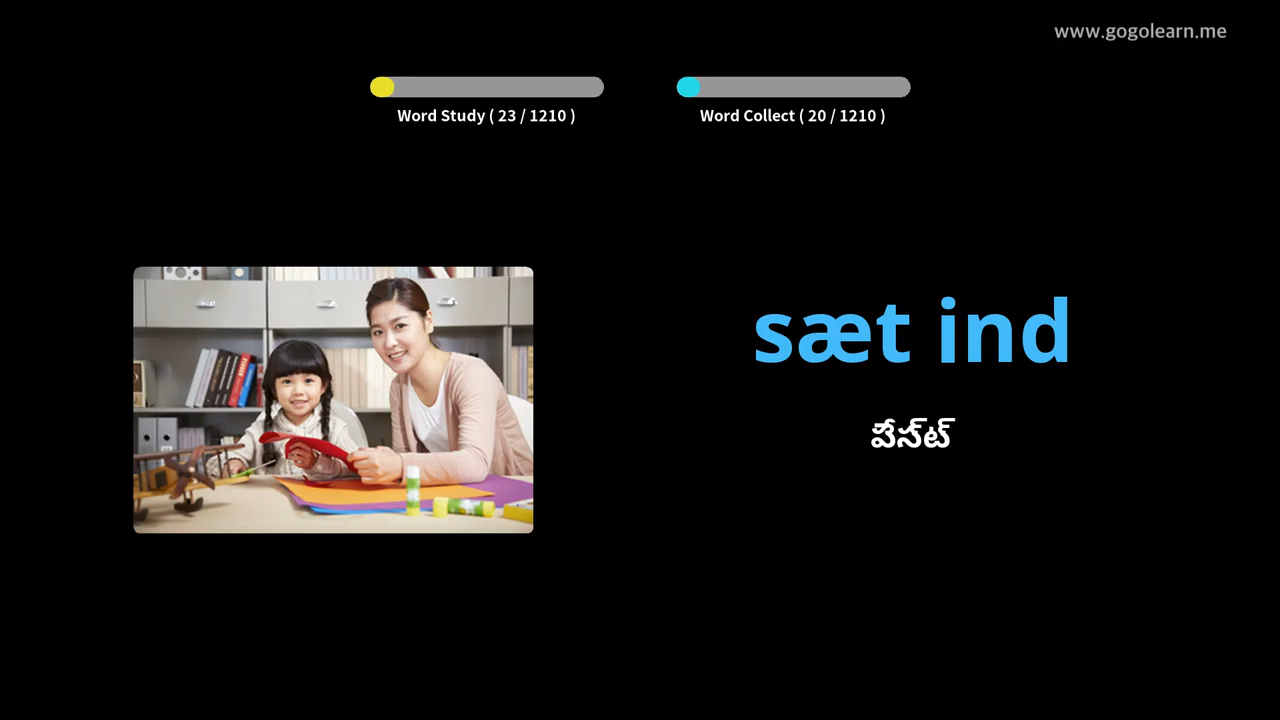 www.gogolearn.me
Word Study ( 23 / 1210 )
Word Collect ( 20 / 1210 )
sæt ind
పేస్ట్